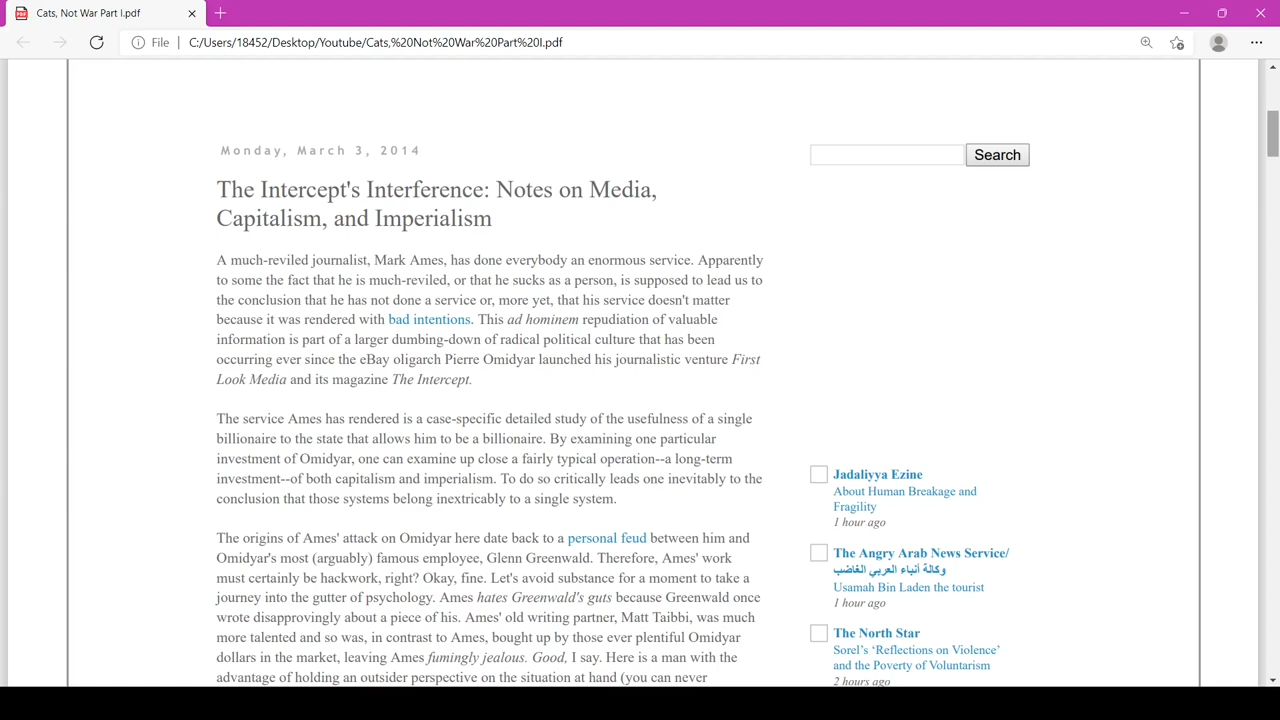 Cats, Not War Part I.pdf
File
C:/Users/18452/Desktop/Youtube/Cats,%20Not%20War%20Part%20I.pdf
Monday, March 3, 2014
Search
The Intercept's Interference: Notes on Media,
Capitalism, and Imperialism
A much-reviled journalist, Mark Ames, has done everybody an enormous service. Apparently
to some the fact that he is much-reviled, or that he sucks as a person, is supposed to lead us to
the conclusion that he has not done a service or, more yet, that his service doesn't matter
because it was rendered with bad intentions. This ad hominem repudiation of valuable
information is part of a larger dumbing-down of radical political culture that has been
occurring ever since the eBay oligarch Pierre Omidyar launched his journalistic venture First
Look Media and its magazine The Intercept.
The service Ames has rendered is a case-specific detailed study of the usefulness of a single
billionaire to the state that allows him to be a billionaire. By examining one particular
investment of Omidyar, one can examine up close a fairly typical operation--a long-term
investment--of both capitalism and imperialism. To do so critically leads one inevitably to the
conclusion that those systems belong inextricably to a single system.
The origins of Ames' attack on Omidyar here date back to a personal feud between him and
Omidyar's most (arguably) famous employee, Glenn Greenwald. Therefore, Ames' work
must certainly be hackwork, right? Okay, fine. Let's avoid substance for a moment to take a
journey into the gutter of psychology. Ames hates Greenwald's guts because Greenwald once
wrote disapprovingly about a piece of his. Ames' old writing partner, Matt Taibbi, was much
more talented and so was, in contrast to Ames, bought up by those ever plentiful Omidyar
dollars in the market, leaving Ames fumingly jealous. Good, I say. Here is a man with the
advantage of holding an outsider perspective on the situation at hand (you can never
Jadaliyya Ezine
About Human Breakage and
Fragility
1 hour ago
The Angry Arab News Service/
وكالة أنباء العربي الغاضب
Usamah Bin Laden the tourist
1 hour ago
The North Star
Sorel's ‘Reflections on Violence’
and the Poverty of Voluntarism
2 hours ago